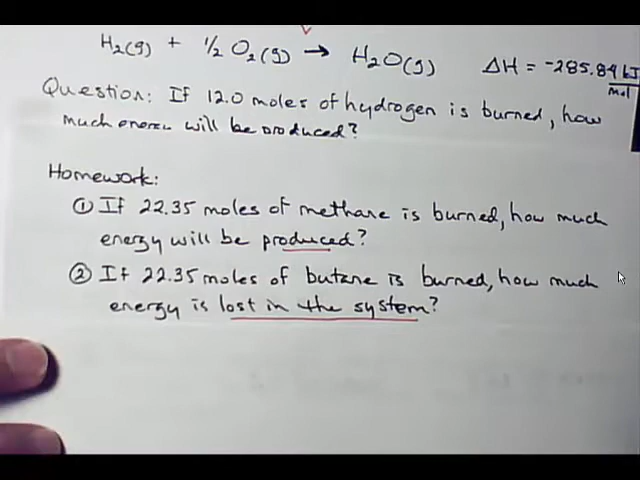 H₂(g) + ½ O₂(g) → H₂O(g) ΔH = -285.84 kJ/mol
Question: If 12.0 moles of hydrogen is burned, how
much energy will be produced?
Homework:
① If 22.35 moles of methane is burned, how much
energy will be produced?
② If 22.35 moles of butane is burned, how much
energy is lost in the system?